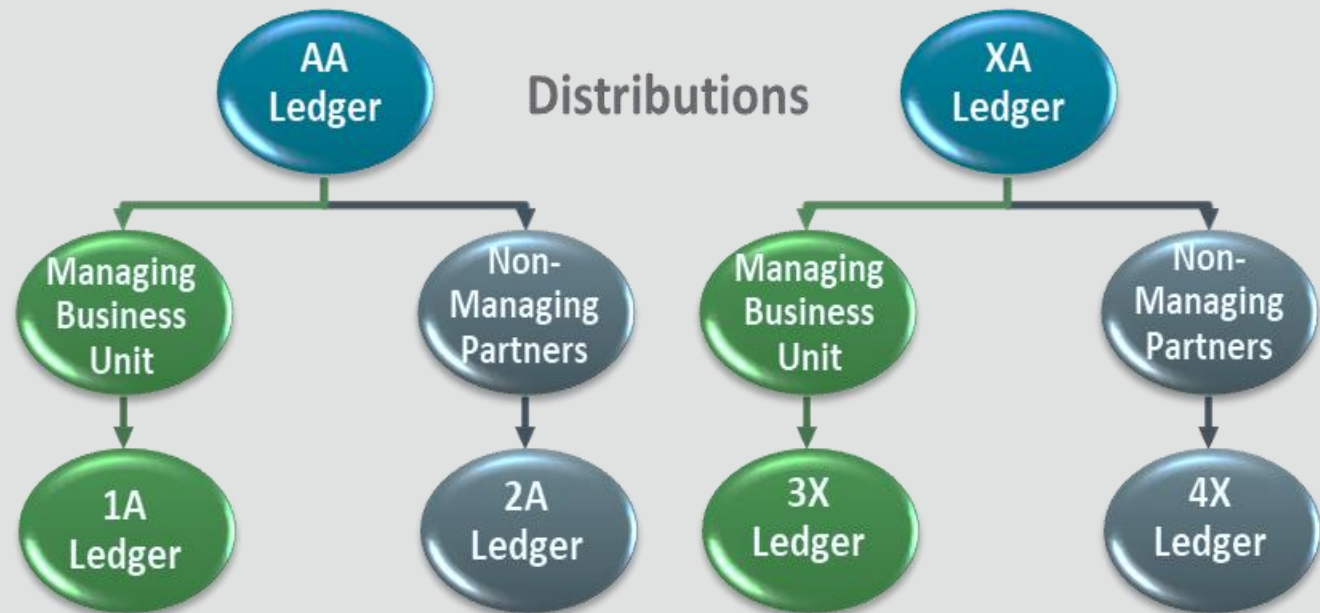 AA
Ledger
Distributions
XA
Ledger
Managing
Business
Unit
Non-
Managing
Partners
Managing
Business
Unit
Non-
Managing
Partners
1A
Ledger
2A
Ledger
3X
Ledger
4X
Ledger